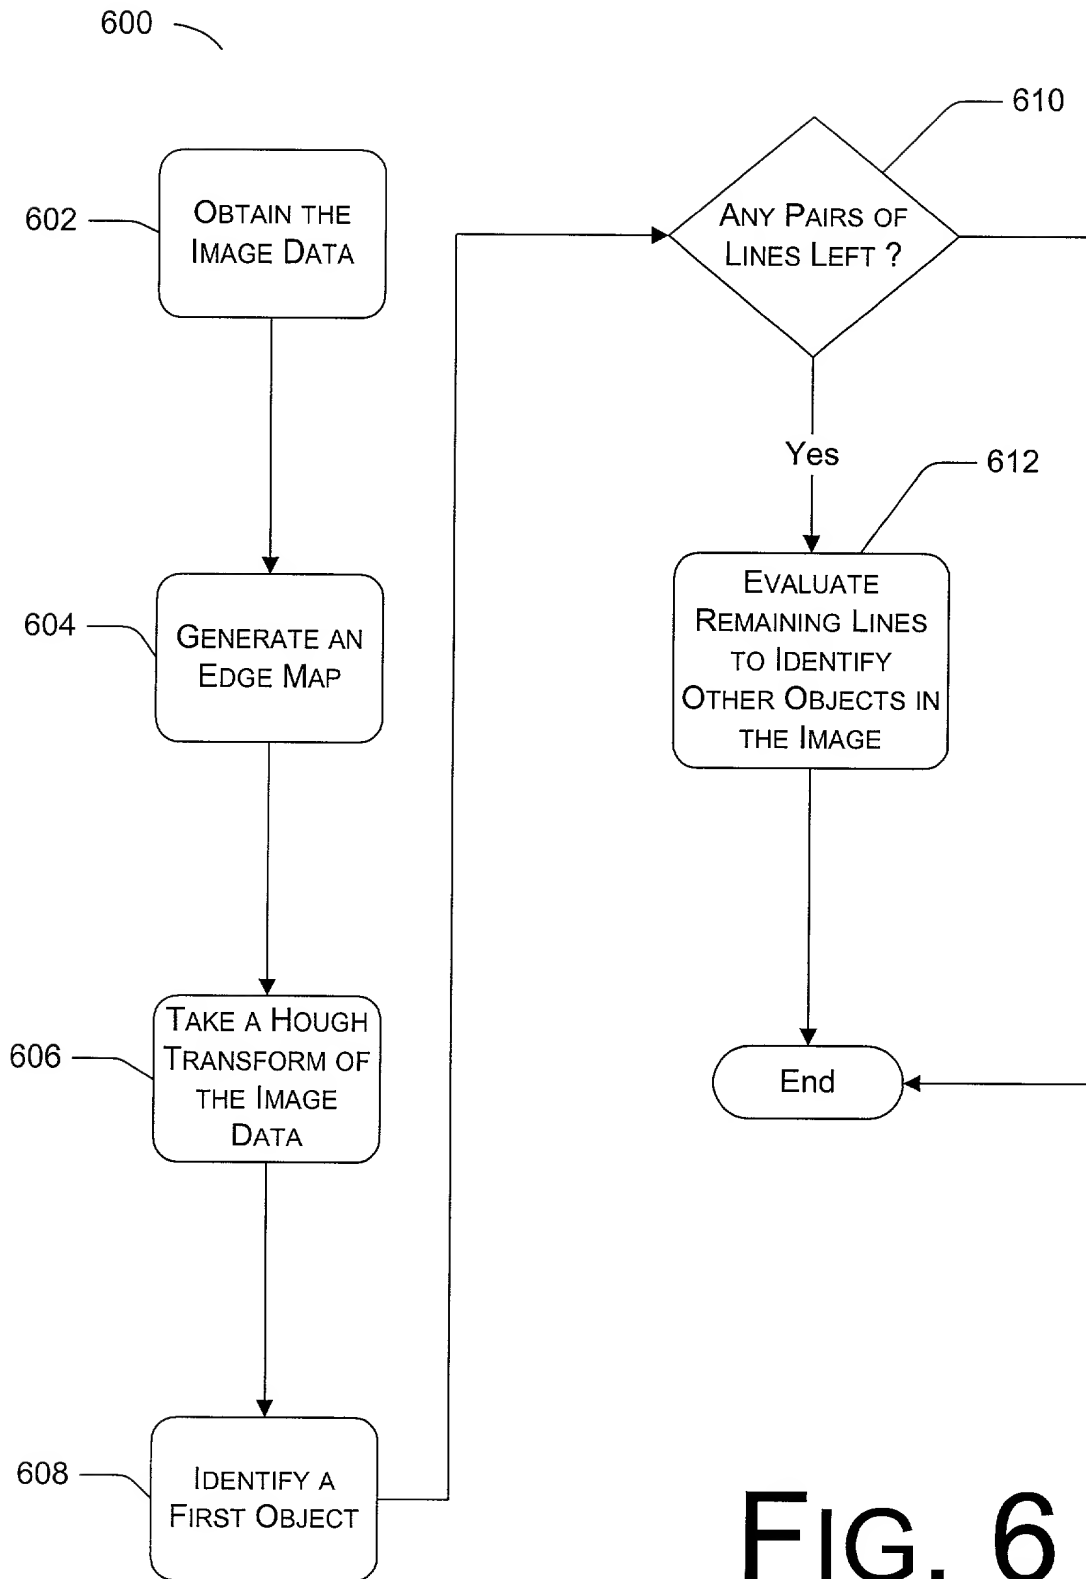 600
602
OBTAIN THE
IMAGE DATA
604
GENERATE AN
EDGE MAP
606
TAKE A HOUGH
TRANSFORM OF
THE IMAGE
DATA
608
IDENTIFY A
FIRST OBJECT
610
ANY PAIRS OF
LINES LEFT ?
Yes
612
EVALUATE
REMAINING LINES
TO IDENTIFY
OTHER OBJECTS IN
THE IMAGE
End
FIG. 6